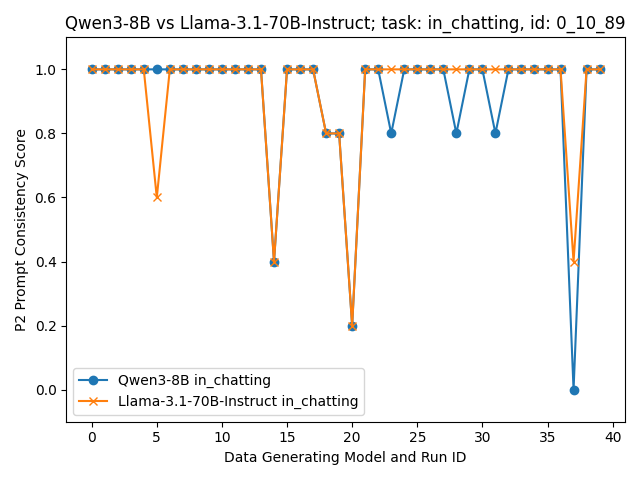 Qwen3-8B vs Llama-3.1-70B-Instruct; task: in_chatting, id: 0_10_89
P2 Prompt Consistency Score
1.0
0.8
0.6
0.4
0.2
0.0
Qwen3-8B in_chatting
Llama-3.1-70B-Instruct in_chatting
0 5 10 15 20 25 30 35 40
Data Generating Model and Run ID